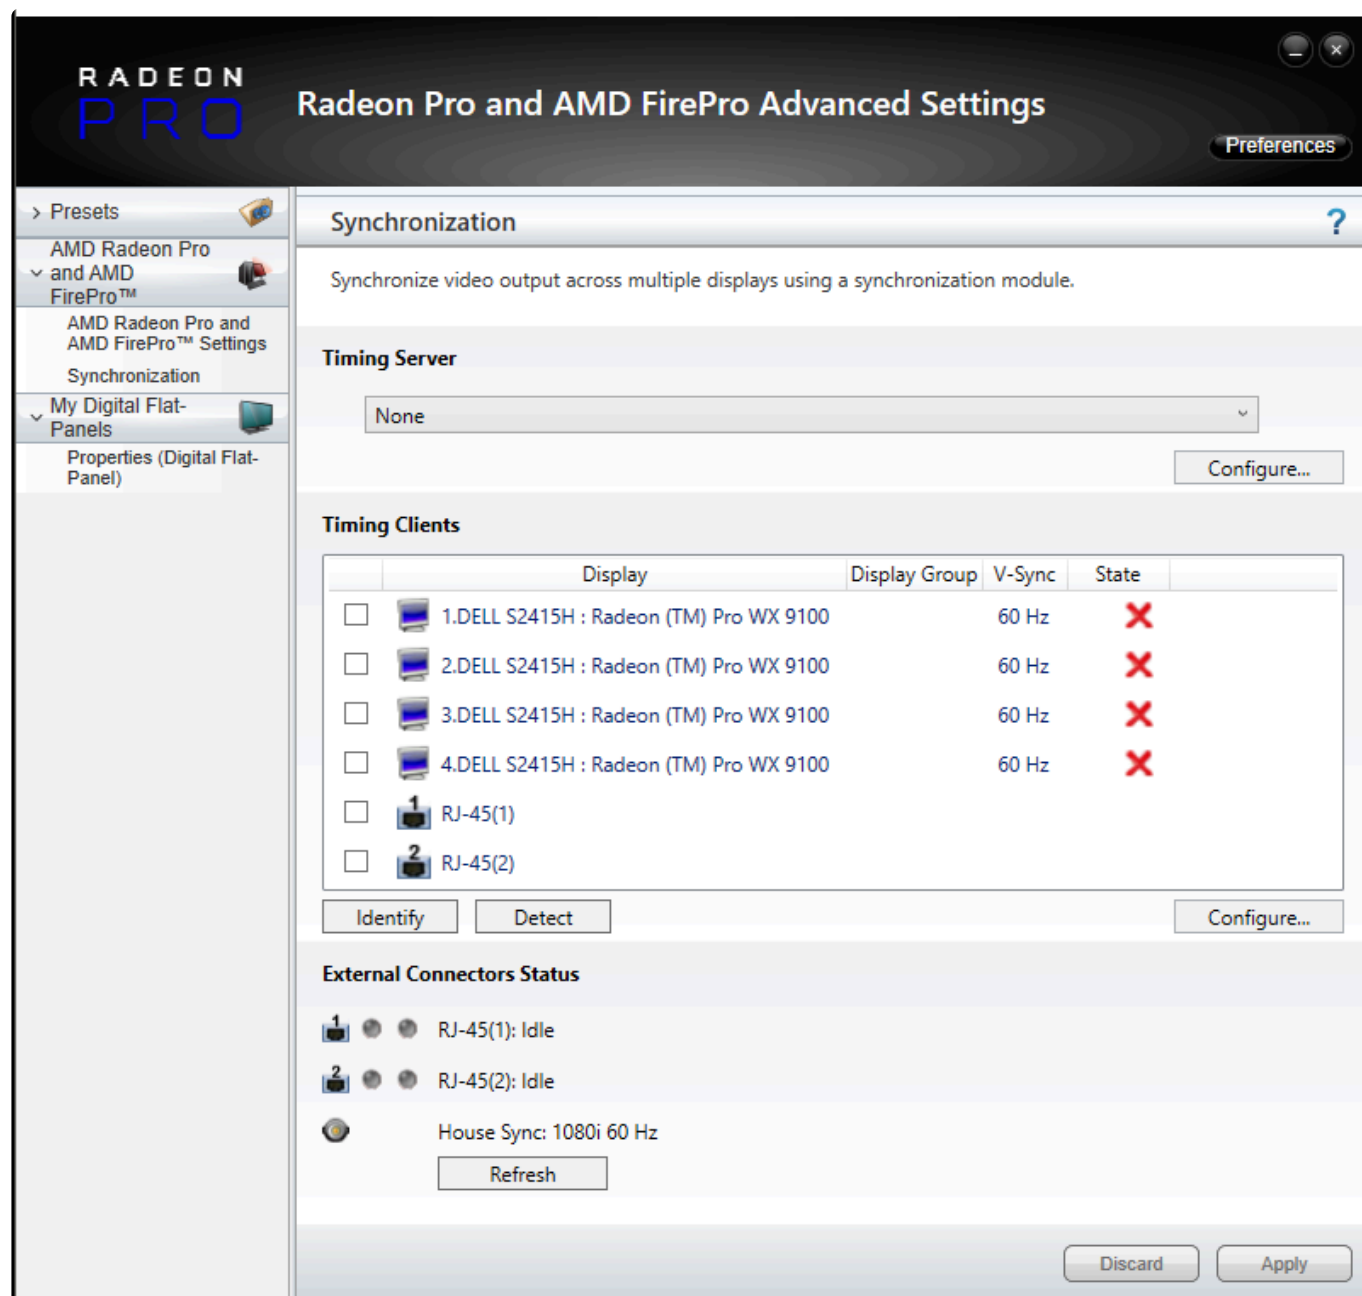 RADEON
PRO
Radeon Pro and AMD FirePro Advanced Settings
Preferences
Presets
AMD Radeon Pro
and AMD
FirePro™
AMD Radeon Pro and
AMD FirePro™ Settings
Synchronization
My Digital Flat-
Panels
Properties (Digital Flat-
Panel)
Synchronization
?
Synchronize video output across multiple displays using a synchronization module.
Timing Server
None
Configure...
Timing Clients
Display Display Group V-Sync State
1.DELL S2415H : Radeon (TM) Pro WX 9100 60 Hz
2.DELL S2415H : Radeon (TM) Pro WX 9100 60 Hz
3.DELL S2415H : Radeon (TM) Pro WX 9100 60 Hz
4.DELL S2415H : Radeon (TM) Pro WX 9100 60 Hz
1 RJ-45(1)
2 RJ-45(2)
Identify Detect Configure...
External Connectors Status
1 RJ-45(1): Idle
2 RJ-45(2): Idle
House Sync: 1080i 60 Hz
Refresh
Discard Apply